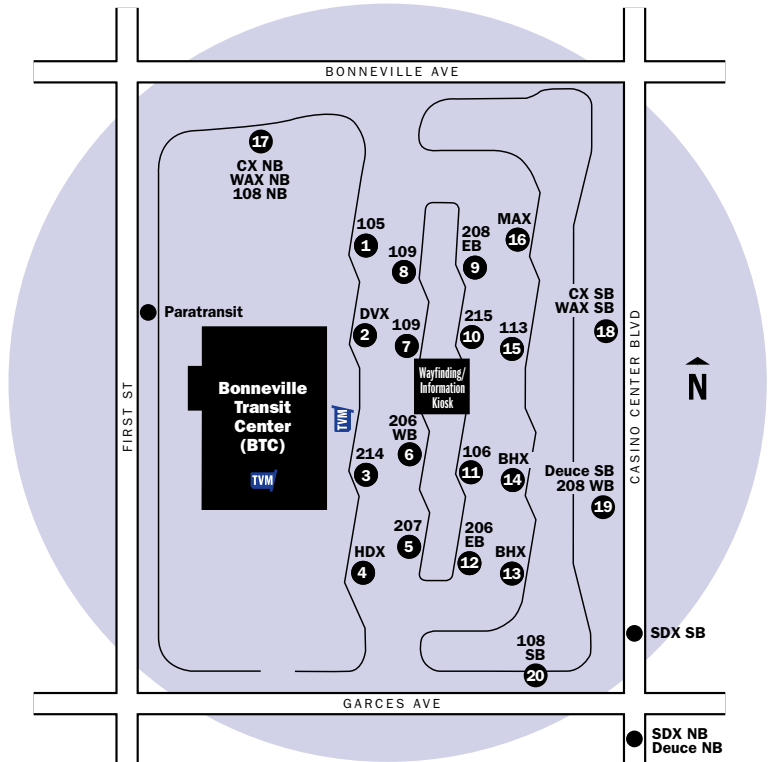 BONNEVILLE AVE
17
CX NB
WAX NB
108 NB
105
1
109
8
208
EB
9
MAX
16
Paratransit
DVX
2
109
7
215
10
113
15
CX SB
WAX SB
18
FIRST ST
CASINO CENTER BLVD
N
Bonneville
Transit
Center
(BTC)
TVM
TVM
Wayfinding/
Information
Kiosk
214
3
206
WB
6
106
11
BHX
14
Deuce SB
208 WB
19
HDX
4
207
5
206
EB
12
BHX
13
108
SB
20
SDX SB
GARCES AVE
SDX NB
Deuce NB